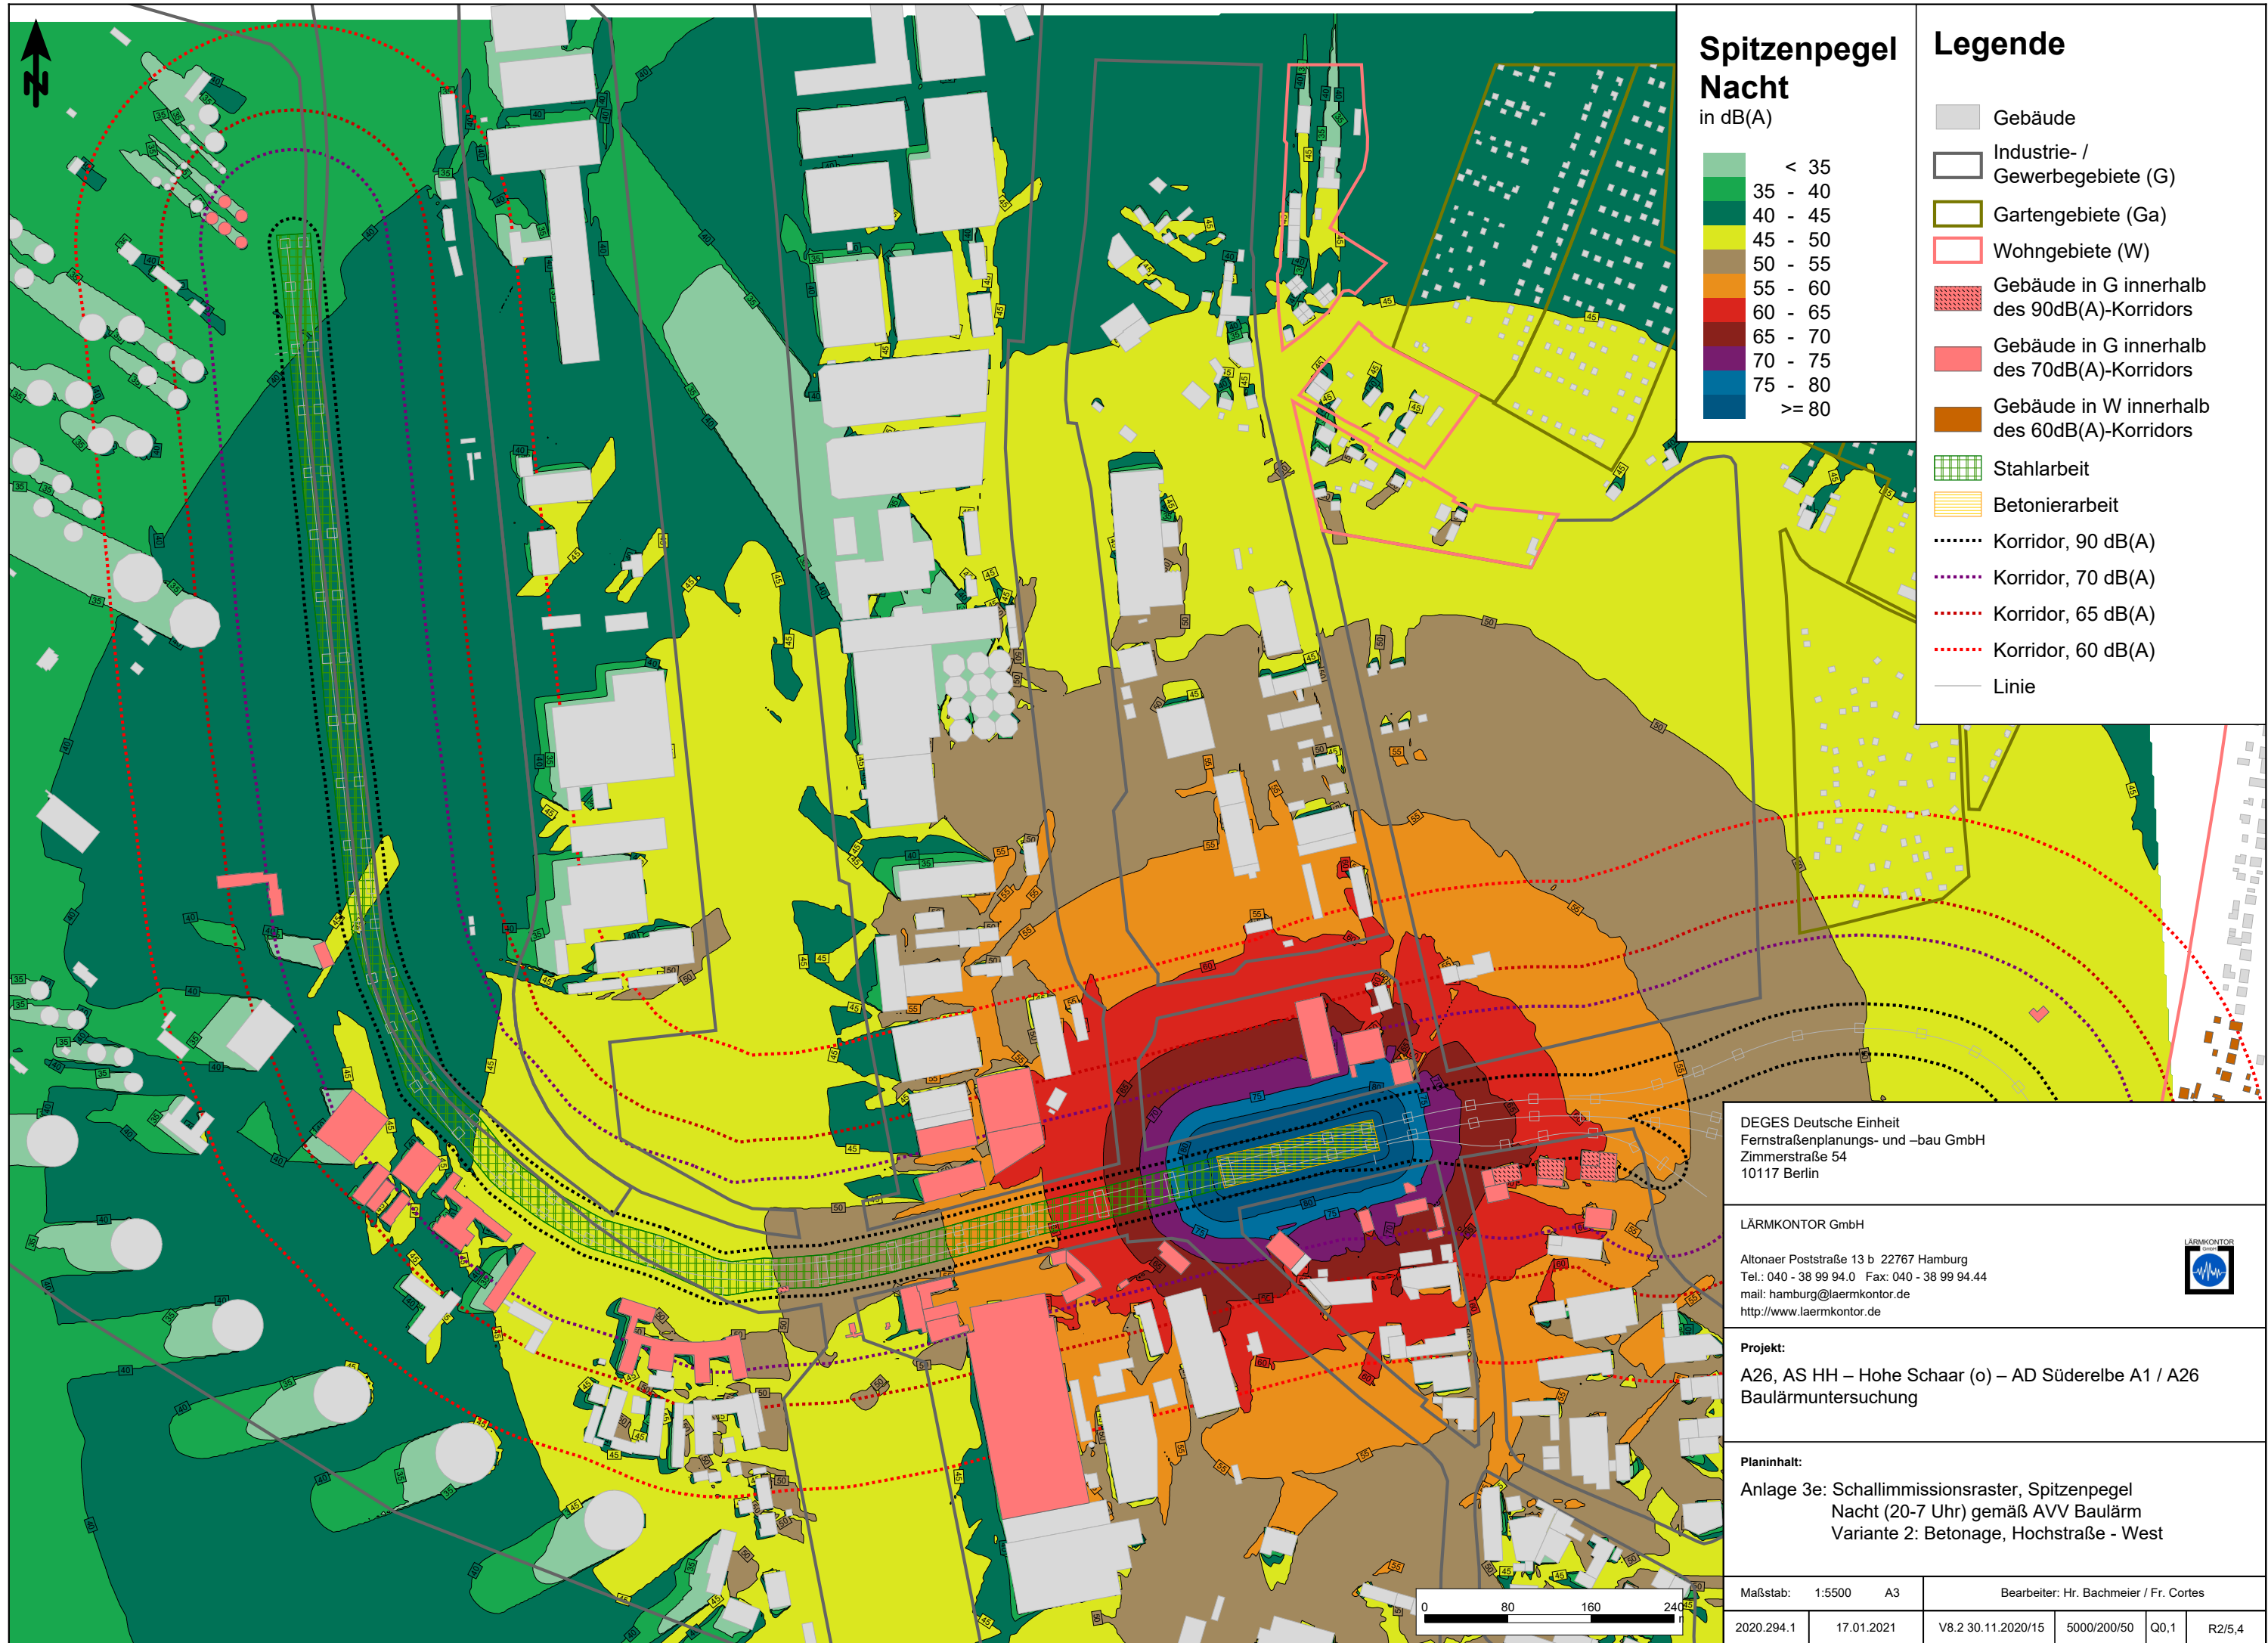 N
Spitzenpegel
Nacht
in dB(A)
< 35
35 - 40
40 - 45
45 - 50
50 - 55
55 - 60
60 - 65
65 - 70
70 - 75
75 - 80
>= 80
Legende
Gebäude
Industrie- /
Gewerbegebiete (G)
Gartengebiete (Ga)
Wohngebiete (W)
Gebäude in G innerhalb
des 90dB(A)-Korridors
Gebäude in G innerhalb
des 70dB(A)-Korridors
Gebäude in W innerhalb
des 60dB(A)-Korridors
Stahlarbeit
Betonierarbeit
Korridor, 90 dB(A)
Korridor, 70 dB(A)
Korridor, 65 dB(A)
Korridor, 60 dB(A)
Linie
DEGES Deutsche Einheit
Fernstraßenplanungs- und –bau GmbH
Zimmerstraße 54
10117 Berlin
LÄRMKONTOR GmbH
Altonaer Poststraße 13 b 22767 Hamburg
Tel.: 040 - 38 99 94.0 Fax: 040 - 38 99 94.44
mail: hamburg@laermkontor.de
http://www.laermkontor.de
LÄRMKONTOR
GmbH
Projekt:
A26, AS HH – Hohe Schaar (o) – AD Süderelbe A1 / A26
Baulärmuntersuchung
Planinhalt:
Anlage 3e: Schallimmissionsraster, Spitzenpegel
Nacht (20-7 Uhr) gemäß AVV Baulärm
Variante 2: Betonage, Hochstraße - West
Maßstab: 1:5500 A3
Bearbeiter: Hr. Bachmeier / Fr. Cortes
2020.294.1 17.01.2021 V8.2 30.11.2020/15 5000/200/50 Q0,1 R2/5,4
0 80 160 240